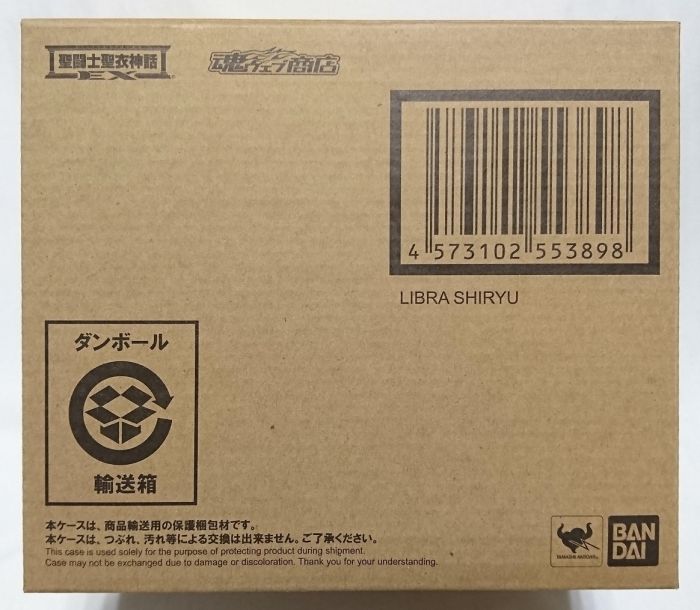 聖闘士聖衣神話
EX
魂ウェブ商店
4 573102 553898
LIBRA SHIRYU
ダンボール
輸送箱
本ケースは、商品輸送用の保護梱包材です。
本ケースは、つぶれ、汚れ等による交換は出来ません。ご了承ください。
This case is used solely for the purpose of protecting product during shipment.
Case may not be exchanged due to damage or discoloration. Thank you for your understanding.
TAMASHII NATIONS
BAN
DAI